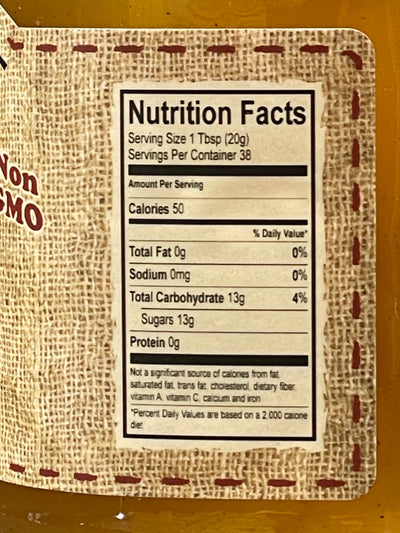 Non
GMO
Nutrition Facts
Serving Size 1 Tbsp (20g)
Servings Per Container 38
Amount Per Serving
Calories 50
% Daily Value*
Total Fat 0g 0%
Sodium 0mg 0%
Total Carbohydrate 13g 4%
Sugars 13g
Protein 0g
Not a significant source of calories from fat,
saturated fat, trans fat, cholesterol, dietary fiber,
vitamin A, vitamin C, calcium and iron
*Percent Daily Values are based on a 2,000 calorie
diet.